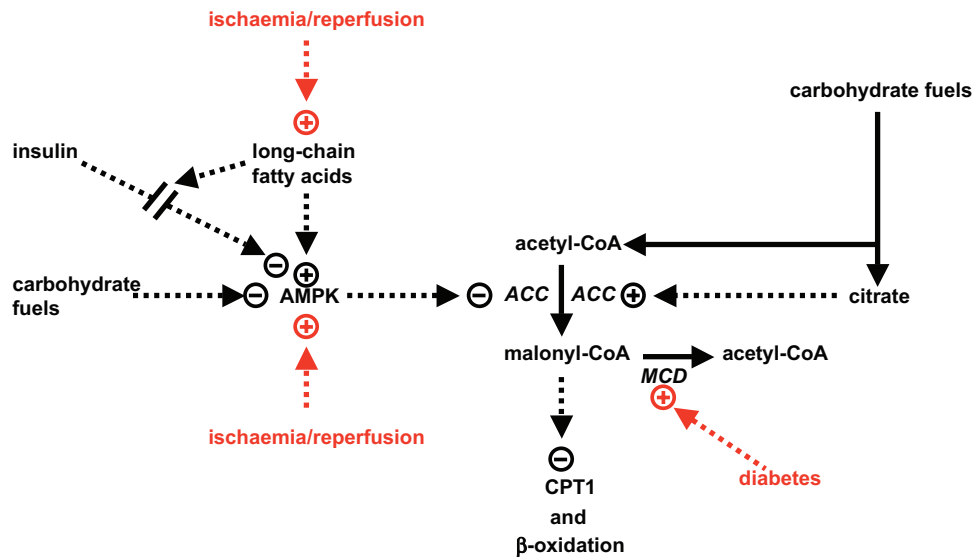 ischaemia/reperfusion
carbohydrate fuels
+
insulin
long-chain
fatty acids
acetyl-CoA
−
+
carbohydrate
fuels
−
AMPK
−
ACC
ACC
+
citrate
+
malonyl-CoA
acetyl-CoA
MCD
+
ischaemia/reperfusion
−
diabetes
CPT1
and
β-oxidation